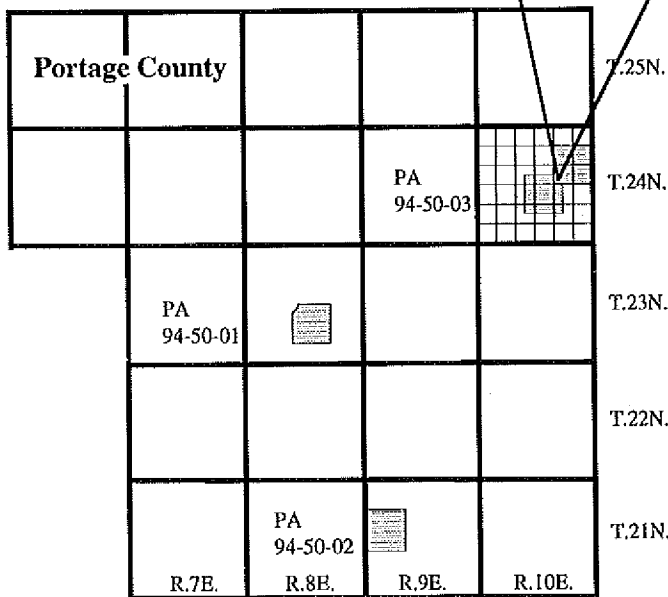 Portage County
T.25N.
PA
94-50-03
T.24N.
PA
94-50-01
T.23N.
T.22N.
PA
94-50-02
T.21N.
R.7E.
R.8E.
R.9E.
R.10E.